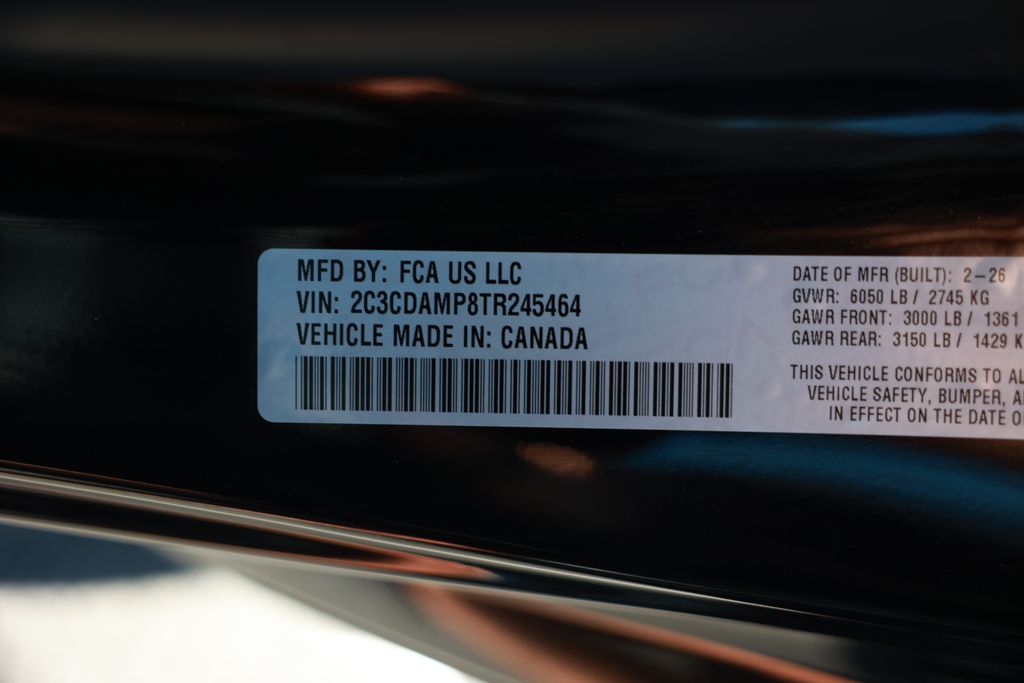 MFD BY: FCA US LLC
VIN: 2C3CDAMP8TR245464
VEHICLE MADE IN: CANADA
DATE OF MFR (BUILT): 2-26
GVWR: 6050 LB / 2745 KG
GAWR FRONT: 3000 LB / 1361
GAWR REAR: 3150 LB / 1429 K
THIS VEHICLE CONFORMS TO AL
VEHICLE SAFETY, BUMPER, A
IN EFFECT ON THE DATE O